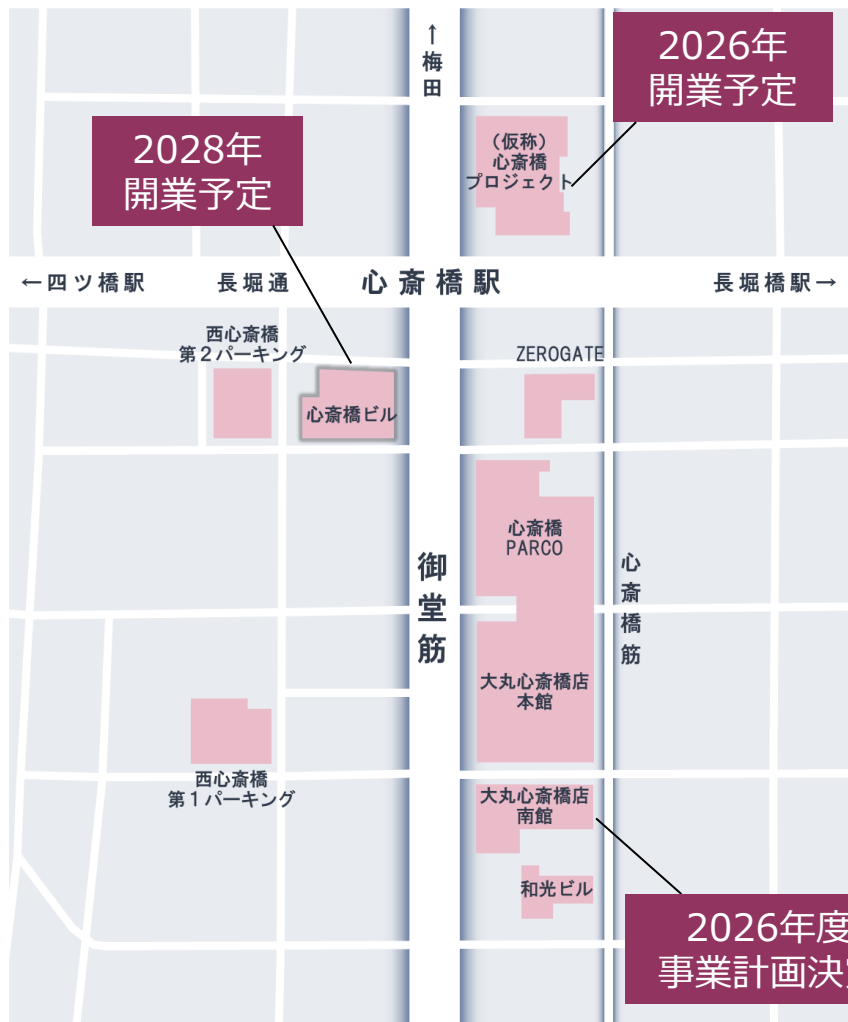 ↑
梅
田
2026年
開業予定
(仮称)
心斎橋
プロジェクト
2028年
開業予定
←四ツ橋駅
長堀通
心斎橋駅
長堀橋駅→
西心斎橋
第2パーキング
心斎橋ビル
ZEROGATE
心斎橋
PARCO
御
堂
筋
心
斎
橋
筋
大丸心斎橋店
本館
西心斎橋
第1パーキング
大丸心斎橋店
南館
和光ビル
2026年度
事業計画決